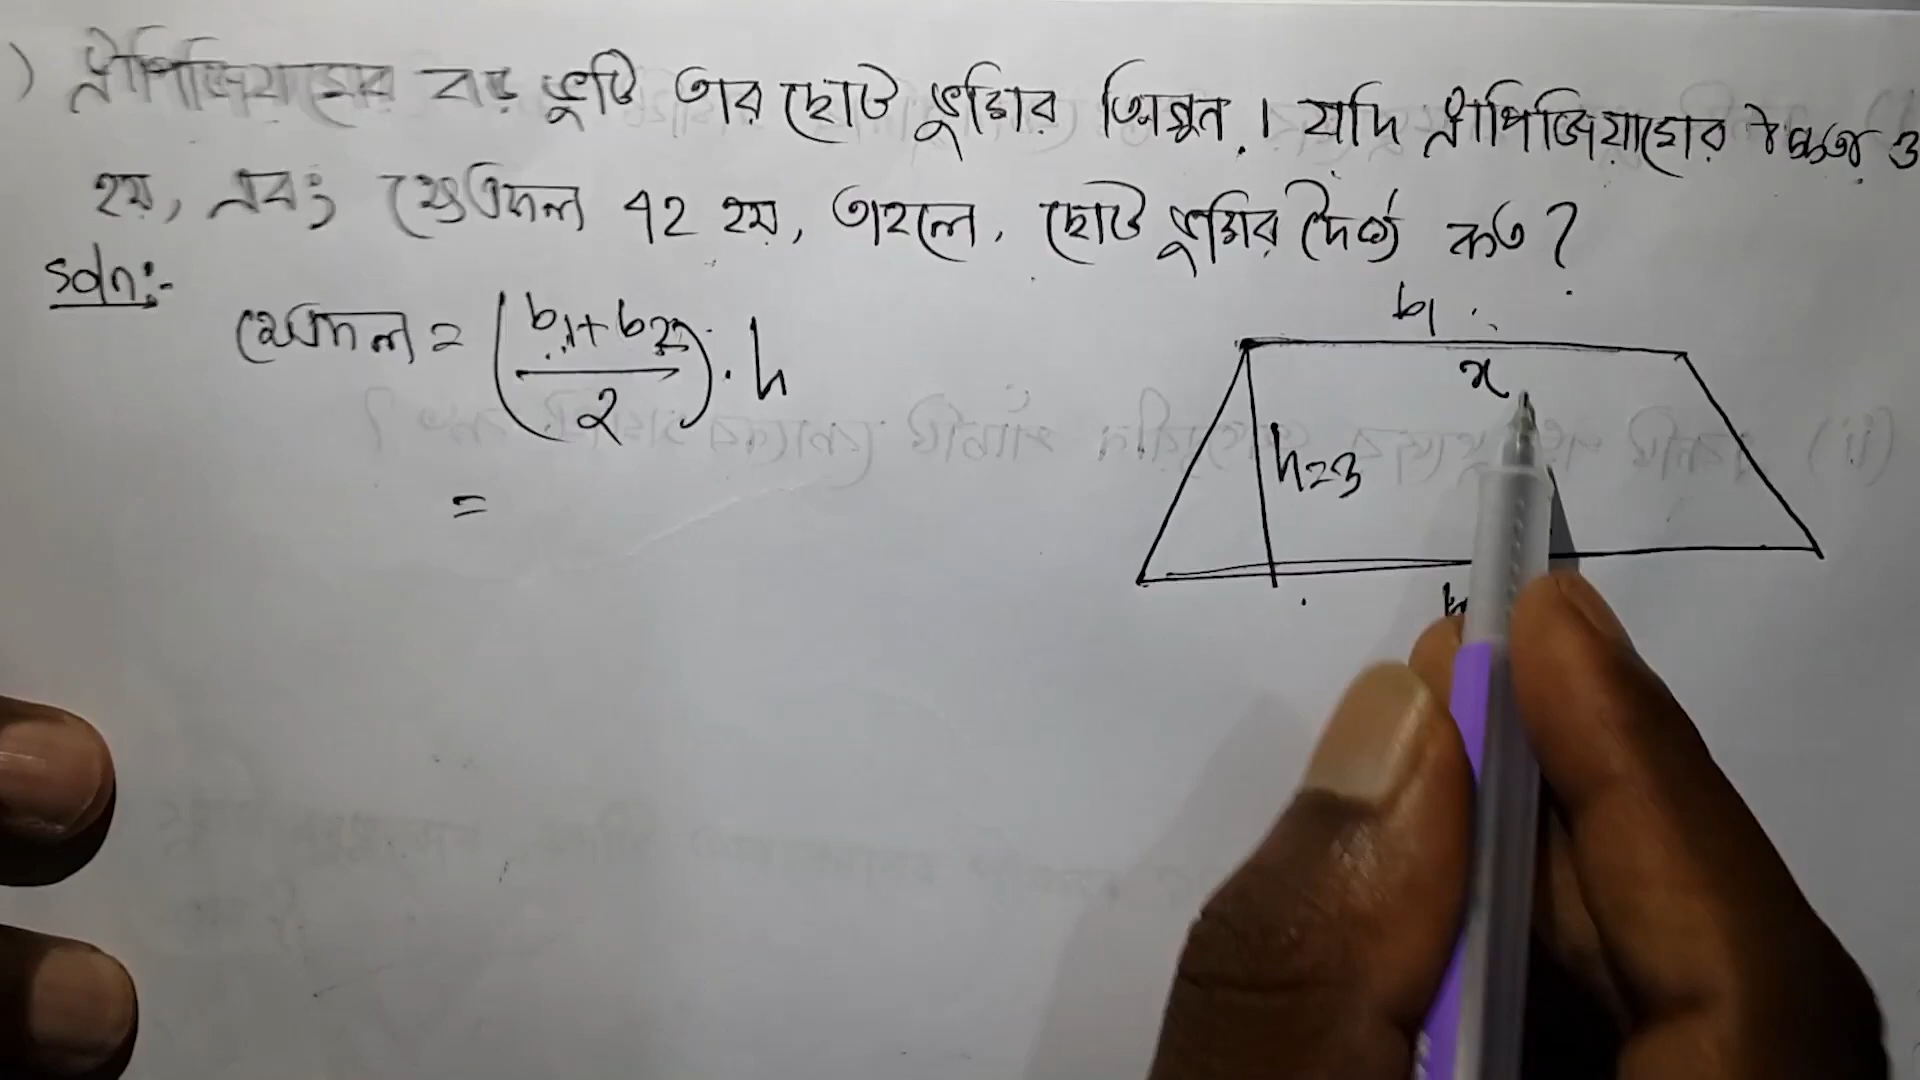 ) ট্রাপিজিয়ামের বড় ভূমিটি তার ছোট ভূমির তিনগুন । যদি ট্রাপিজিয়ামের উচ্চতা ৩
হয়, এবং ক্ষেত্রফল 42 হয়, তাহলে, ছোট ভূমির দৈর্ঘ্য কত ?
Soln:-
ক্ষেত্রফল = ( b1 + b2 / 2 ) . h
=
b1
x
h=3